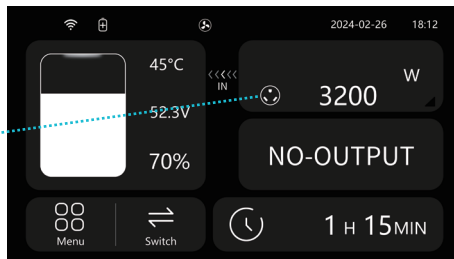 2024-02-26 18:12
45°C
52.3V
70%
<<<<<
IN
W
3200
NO-OUTPUT
Menu
Switch
1 H 15MIN